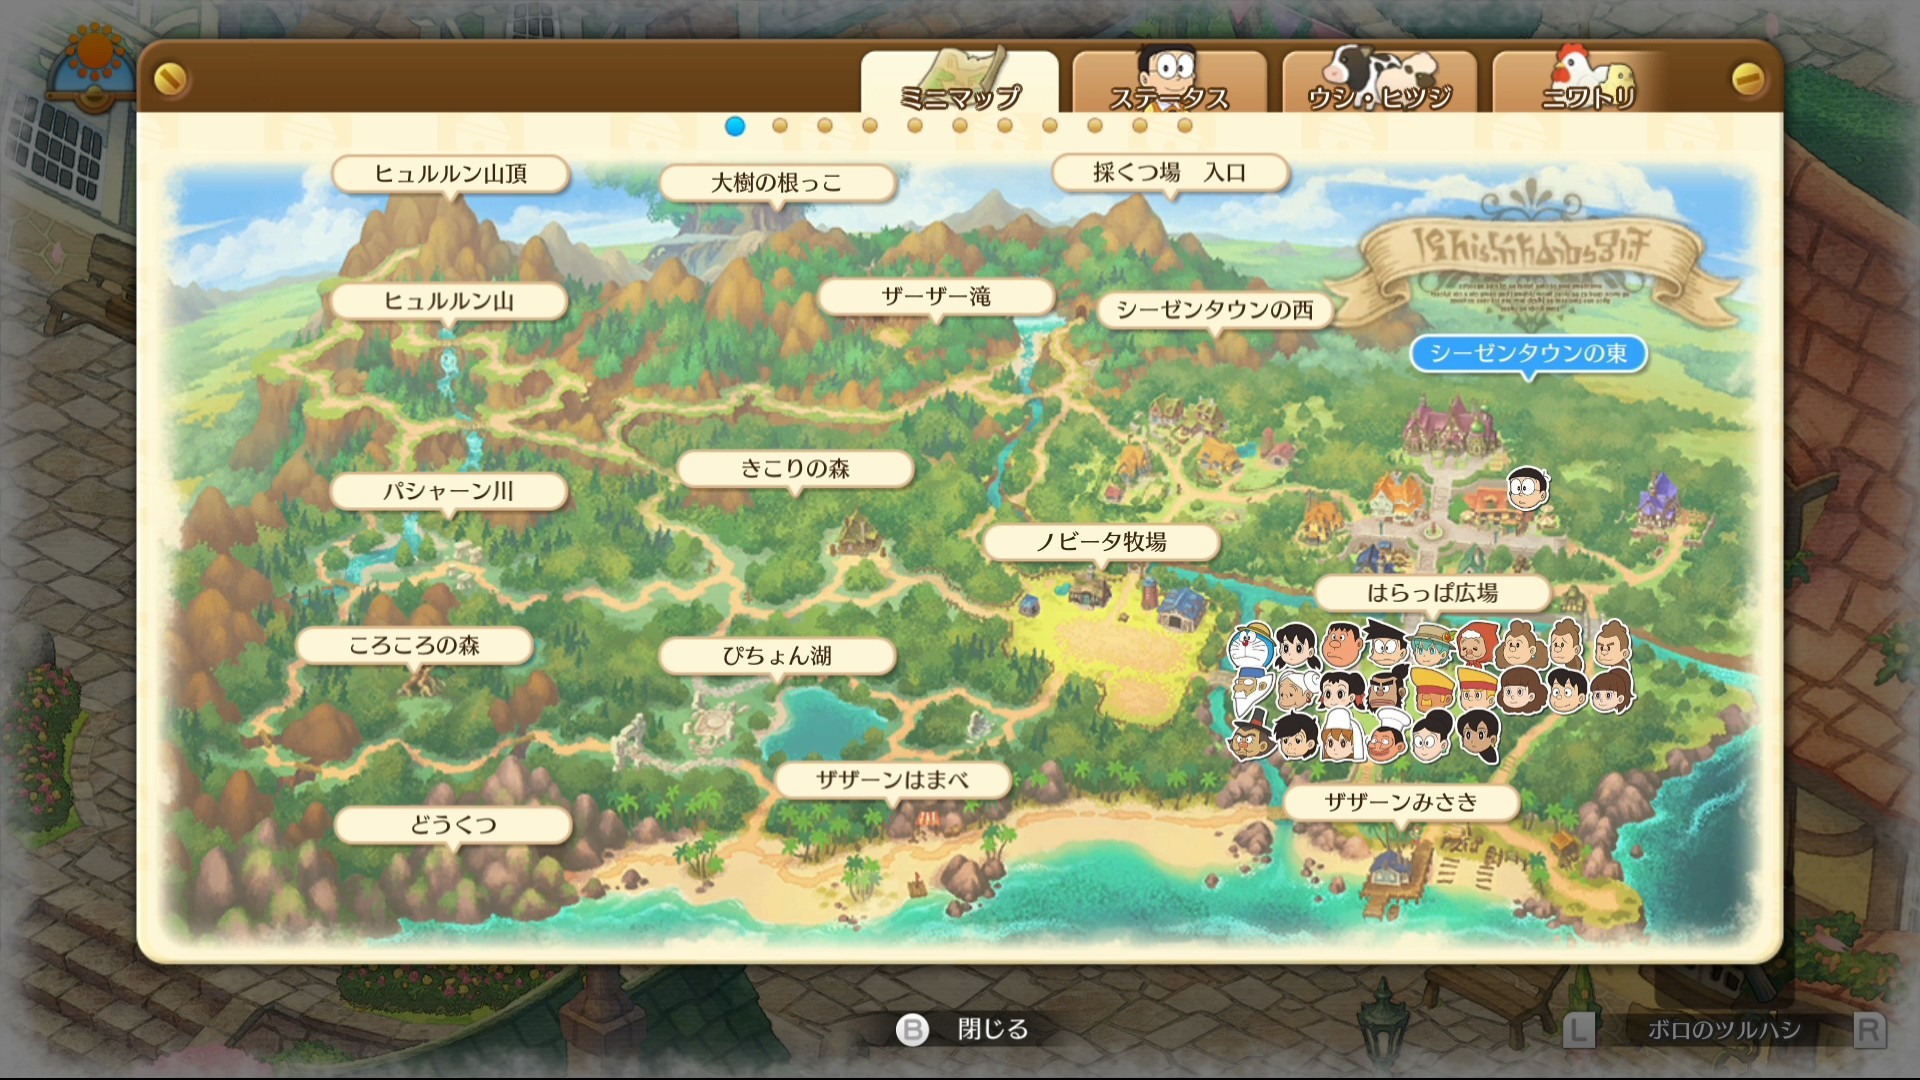 ミニマップ
ステータス
ウシ・ヒツジ
ニワトリ
ヒュルルン山頂
大樹の根っこ
採くつ場 入口
ヒュルルン山
ザーザー滝
シーゼンタウンの西
シーゼンタウンの東
きこりの森
パシャーン川
ノビータ牧場
はらっぱ広場
ころころの森
ぴちょん湖
ザザーンはまべ
ザザーンみさき
どうくつ
B 閉じる
L ボロのツルハシ R